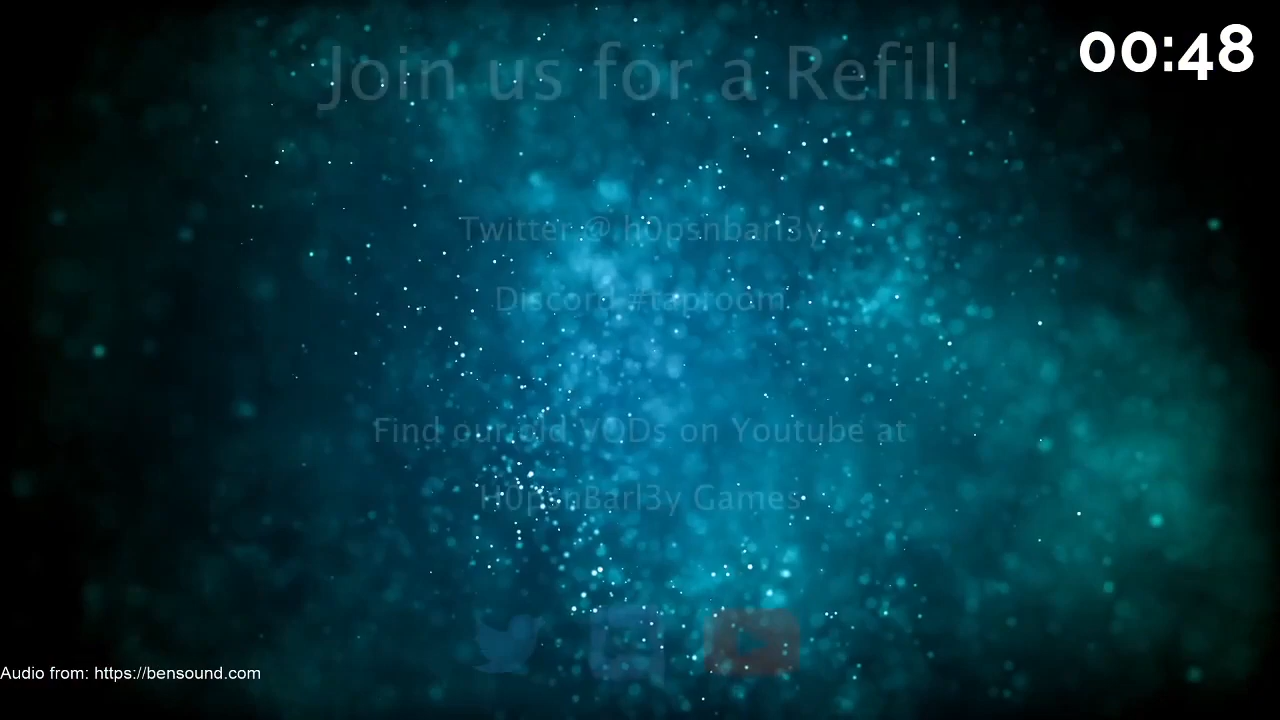 Join us for a Refill
00:48
Twitter @ h0psnbarl3y
Discord #taproom
Find our old VODs on Youtube at
H0psnBarl3y Games
Audio from: https://bensound.com